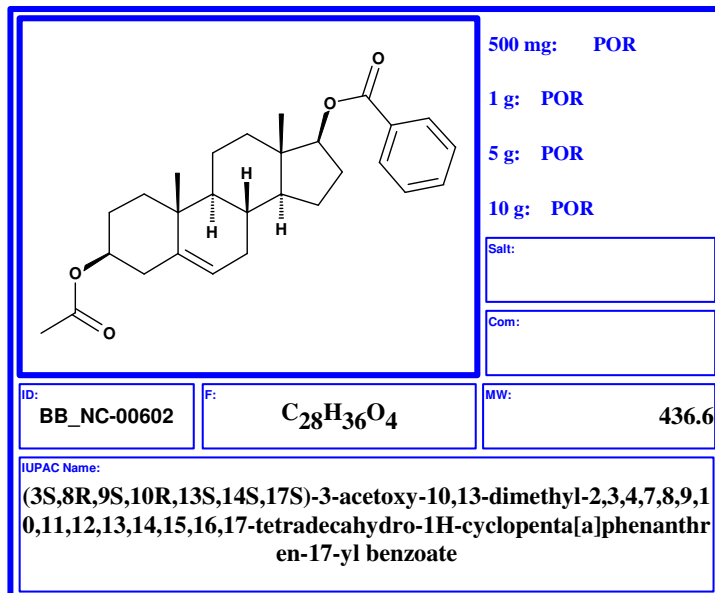 500 mg: POR
1 g: POR
5 g: POR
10 g: POR
O
O
H
H
H
O
O
Salt:
Com:
ID:
BB_NC-00602
F:
C28H36O4
MW:
436.6
IUPAC Name:
(3S,8R,9S,10R,13S,14S,17S)-3-acetoxy-10,13-dimethyl-2,3,4,7,8,9,1
0,11,12,13,14,15,16,17-tetradecahydro-1H-cyclopenta[a]phenanthr
en-17-yl benzoate